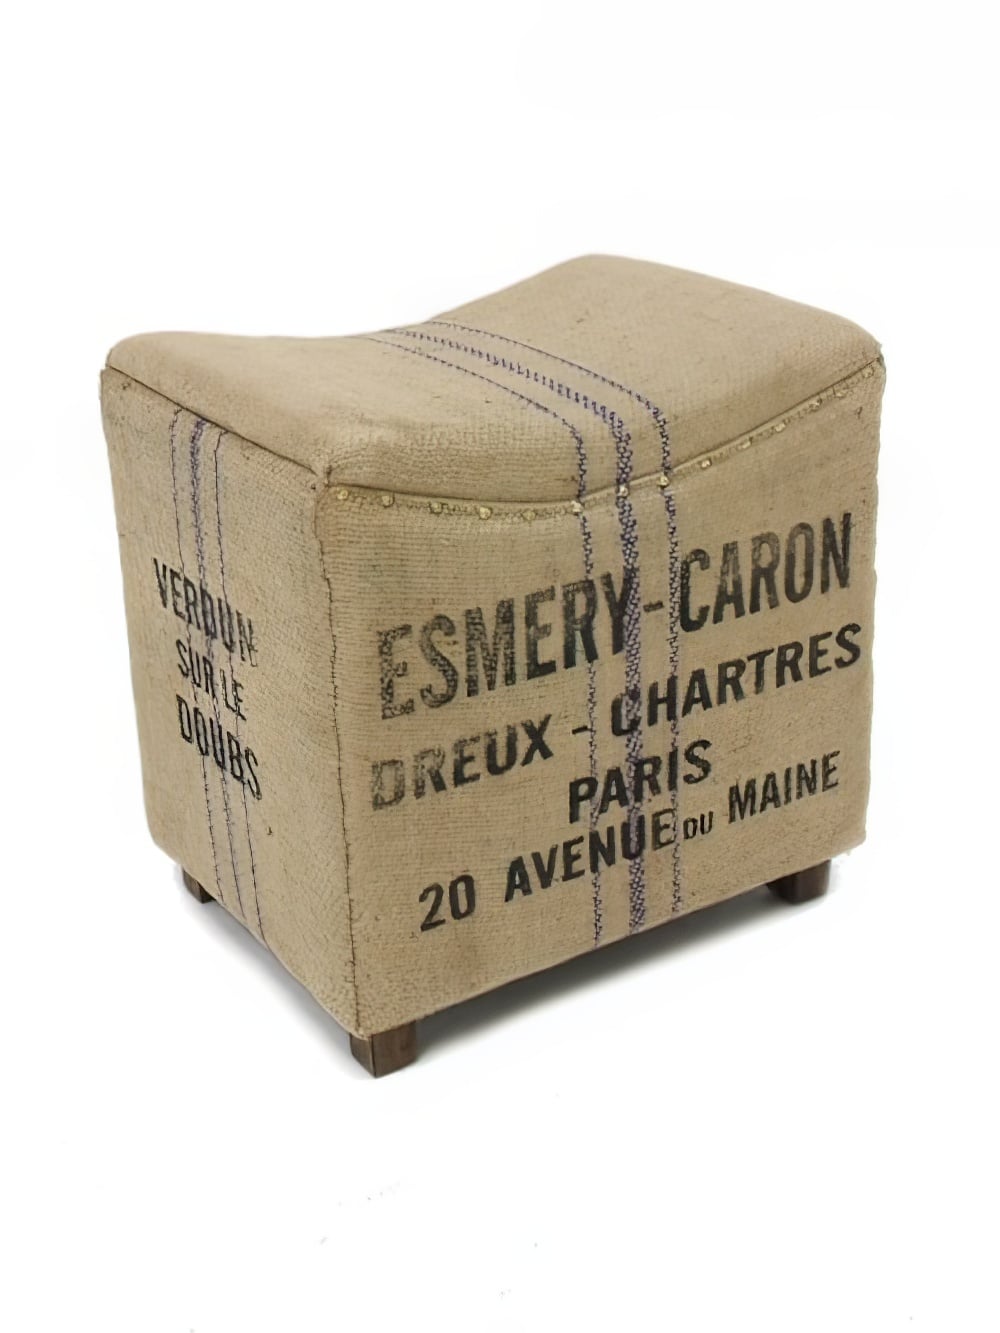 VERDUN
SUR LE
DOUBS
ESMERY-CARON
DREUX - CHARTRES
PARIS
20 AVENUE DU MAINE